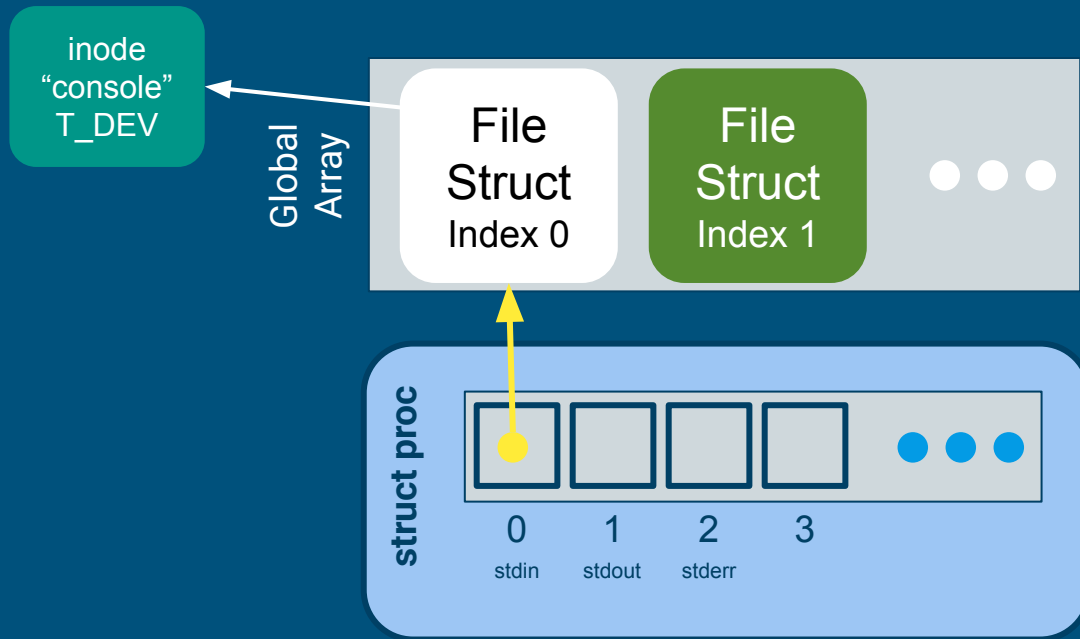 inode
“console”
T_DEV
Global
Array
File
Struct
Index 0
File
Struct
Index 1
struct proc
0
1
2
3
stdin
stdout
stderr